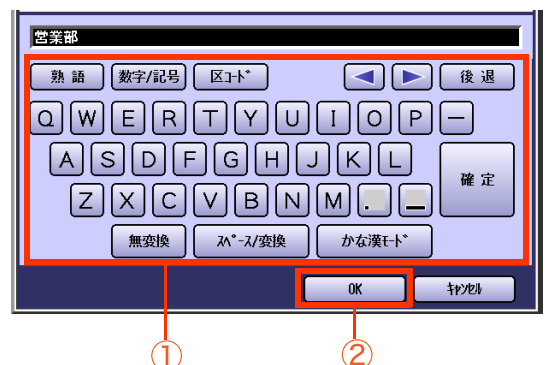 営業部
熟 語 数字/記号 区ｺｰﾄﾞ 後 退
Q W E R T Y U I O P ー
A S D F G H J K L 確 定
Z X C V B N M . _
無変換 ｽﾍﾟｰｽ/変換 かな漢ﾓｰﾄﾞ
OK ｷｬﾝｾﾙ
① ②